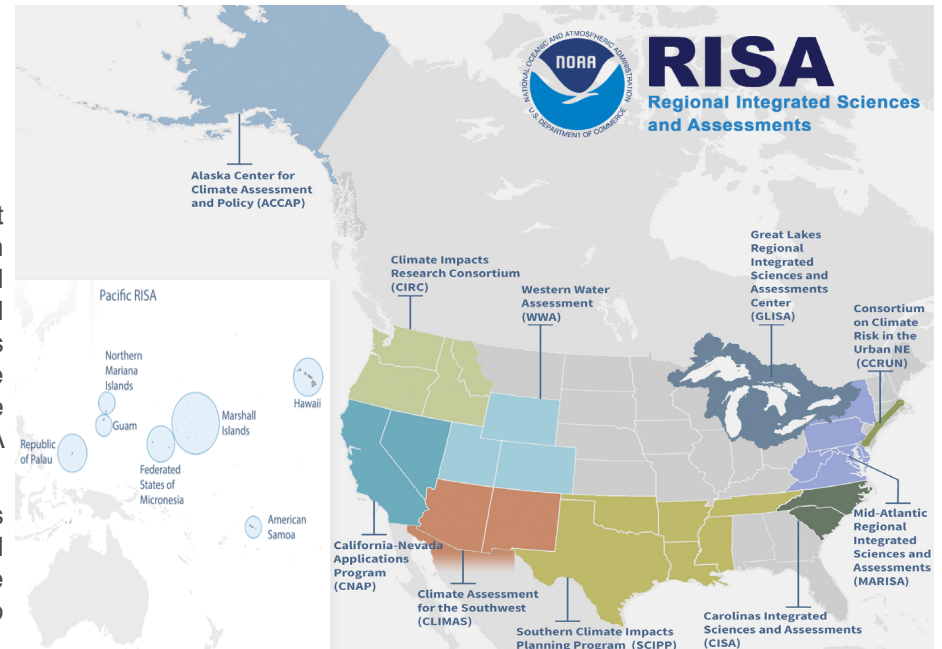 NATIONAL OCEANIC AND ATMOSPHERIC ADMINISTRATION
NOAA
U.S. DEPARTMENT OF COMMERCE
RISA
Regional Integrated Sciences
and Assessments
Alaska Center for
Climate Assessment
and Policy (ACCAP)
Climate Impacts
Research Consortium
(CIRC)
Western Water
Assessment
(WWA)
Great Lakes
Regional
Integrated
Sciences and
Assessments
Center
(GLISA)
Consortium
on Climate
Risk in the
Urban NE
(CCRUN)
Pacific RISA
Northern
Mariana
Islands
Guam
Republic
of Palau
Federated
States of
Micronesia
Marshall
Islands
Hawaii
American
Samoa
California-Nevada
Applications
Program
(CNAP)
Climate Assessment
for the Southwest
(CLIMAS)
Southern Climate Impacts
Planning Program (SCIPP)
Carolinas Integrated
Sciences and Assessments
(CISA)
Mid-Atlantic
Regional
Integrated
Sciences and
Assessments
(MARISA)